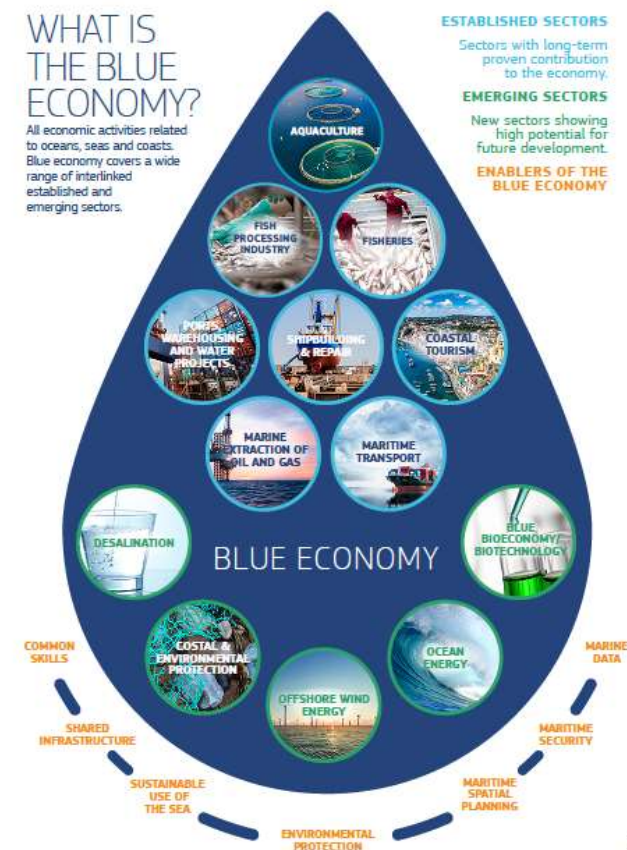 WHAT IS
THE BLUE
ECONOMY?
All economic activities related
to oceans, seas and coasts.
Blue economy covers a wide
range of interlinked
established and
emerging sectors.
ESTABLISHED SECTORS
Sectors with long-term
proven contribution
to the economy.
EMERGING SECTORS
New sectors showing
high potential for
future development.
ENABLERS OF THE
BLUE ECONOMY
AQUACULTURE
FISH
PROCESSING
INDUSTRY
FISHERIES
PORTS,
WAREHOUSING
AND WATER
PROJECTS
SHIPBUILDING
& REPAIR
COASTAL
TOURISM
MARINE
EXTRACTION OF
OIL AND GAS
MARITIME
TRANSPORT
DESALINATION
BLUE ECONOMY
BLUE
BIOECONOMY/
BIOTECHNOLOGY
COSTAL &
ENVIRONMENTAL
PROTECTION
OFFSHORE WIND
ENERGY
OCEAN
ENERGY
COMMON
SKILLS
SHARED
INFRASTRUCTURE
SUSTAINABLE
USE OF
THE SEA
ENVIRONMENTAL
PROTECTION
MARITIME
SPATIAL
PLANNING
MARITIME
SECURITY
MARINE
DATA